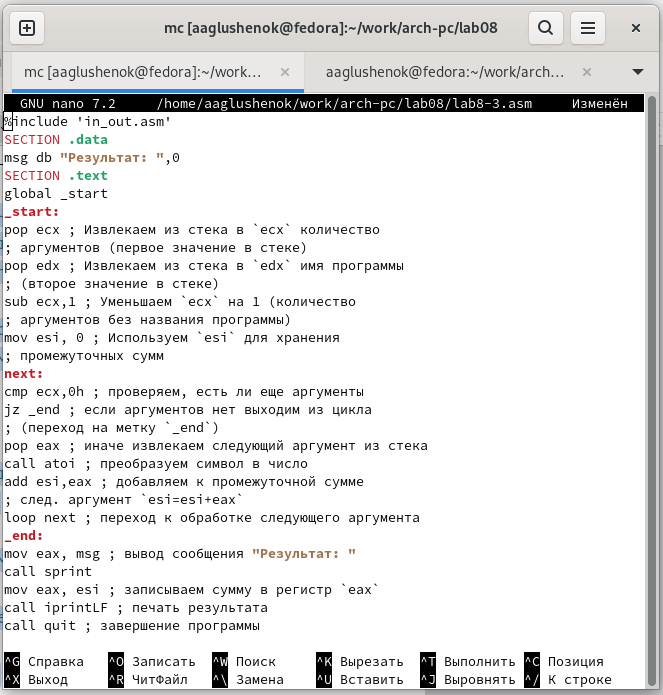 mc [aaglushenok@fedora]:~/work/arch-pc/lab08
mc [aaglushenok@fedora]:~/work… × aaglushenok@fedora:~/work/arch… ×
GNU nano 7.2 /home/aaglushenok/work/arch-pc/lab08/lab8-3.asm Изменён
%include 'in_out.asm'
SECTION .data
msg db "Результат: ",0
SECTION .text
global _start
_start:
pop ecx ; Извлекаем из стека в `ecx` количество
; аргументов (первое значение в стеке)
pop edx ; Извлекаем из стека в `edx` имя программы
; (второе значение в стеке)
sub ecx,1 ; Уменьшаем `ecx` на 1 (количество
; аргументов без названия программы)
mov esi, 0 ; Используем `esi` для хранения
; промежуточных сумм
next:
cmp ecx,0h ; проверяем, есть ли еще аргументы
jz _end ; если аргументов нет выходим из цикла
; (переход на метку `_end`)
pop eax ; иначе извлекаем следующий аргумент из стека
call atoi ; преобразуем символ в число
add esi,eax ; добавляем к промежуточной сумме
; след. аргумент `esi=esi+eax`
loop next ; переход к обработке следующего аргумента
_end:
mov eax, msg ; вывод сообщения "Результат: "
call sprint
mov eax, esi ; записываем сумму в регистр `eax`
call iprintLF ; печать результата
call quit ; завершение программы
^G Справка ^O Записать ^W Поиск ^K Вырезать ^T Выполнить ^C Позиция
^X Выход ^R ЧитФайл ^\ Замена ^U Вставить ^J Выровнять ^/ К строке